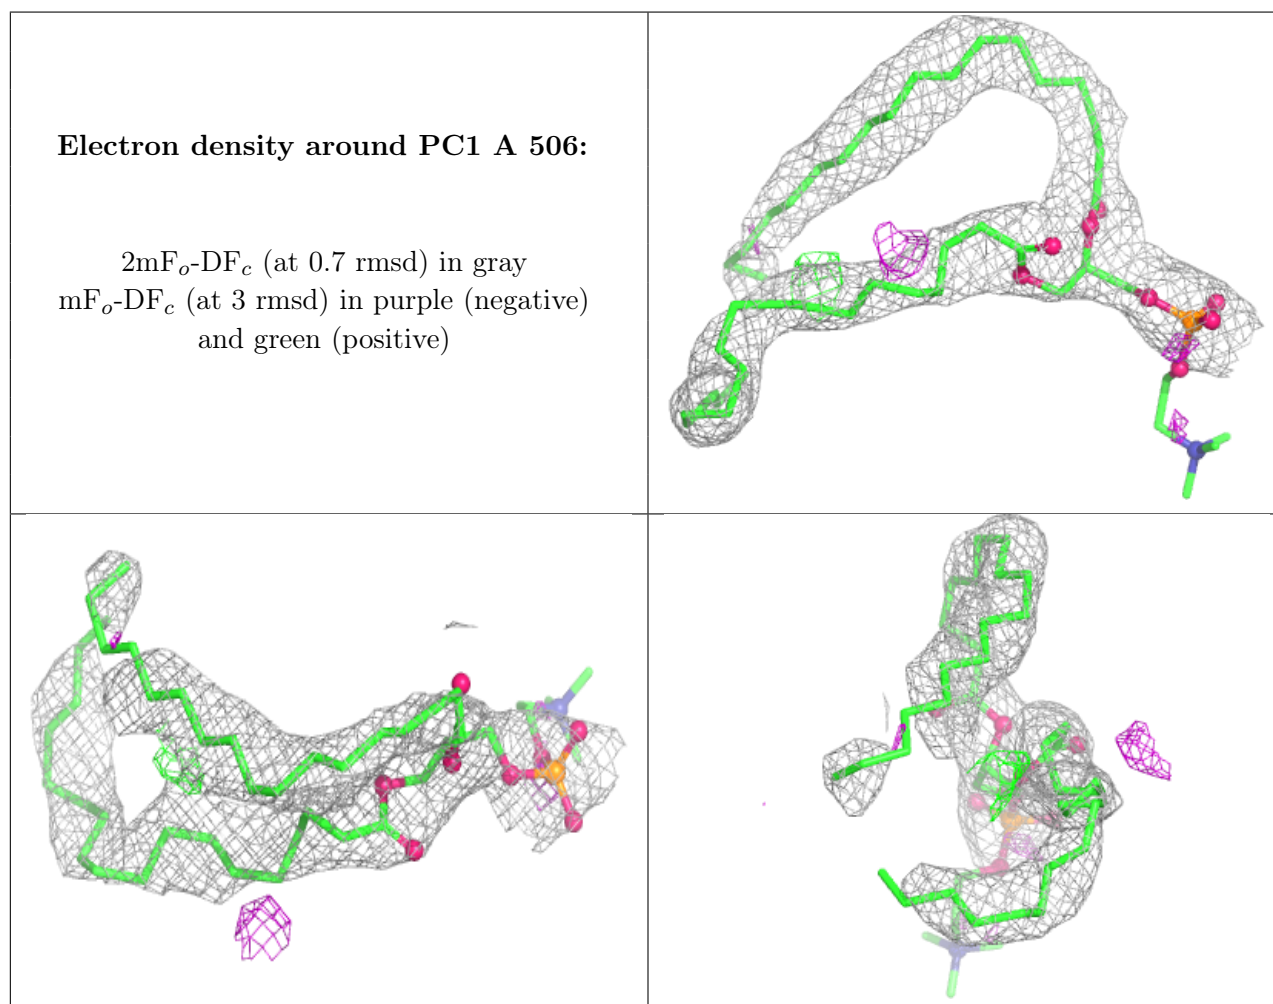 Electron density around PC1 A 506:
2mFo-DFc (at 0.7 rmsd) in gray
mFo-DFc (at 3 rmsd) in purple (negative)
and green (positive)